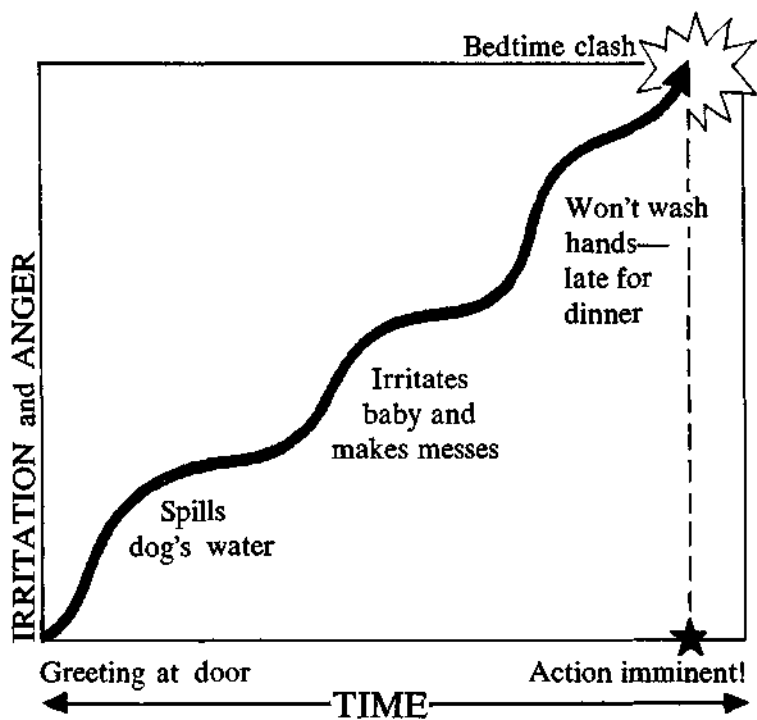 Bedtime clash
Won't wash
hands—
late for
dinner
Irritates
baby and
makes messes
Spills
dog's water
IRRITATION and ANGER
Greeting at door
Action imminent!
TIME